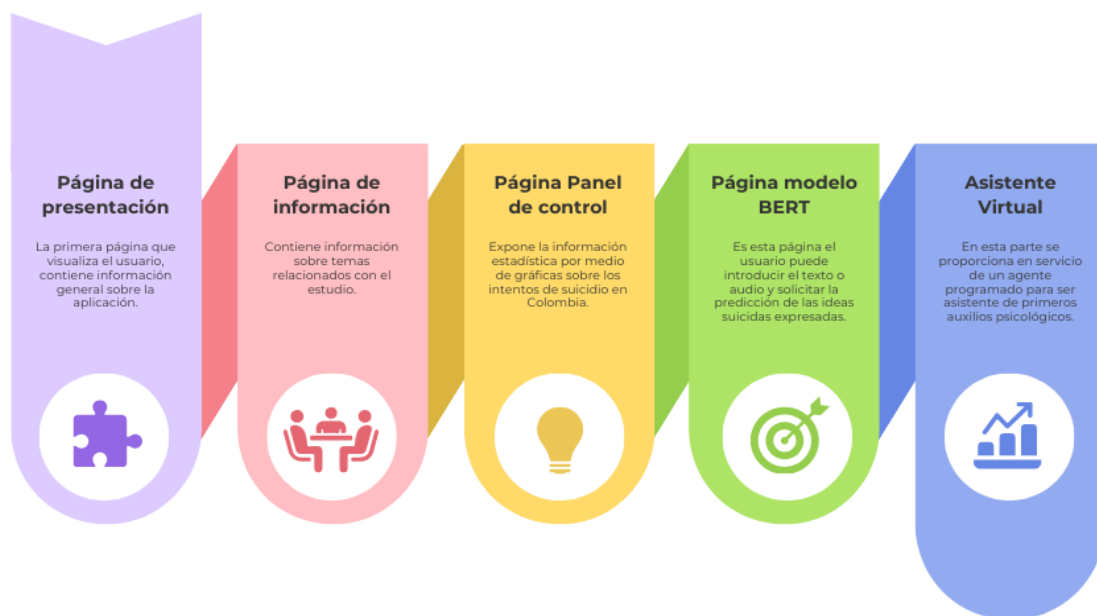 Página de
presentación
La primera página que
visualiza el usuario,
contiene información
general sobre la
aplicación.
Página de
información
Contiene información
sobre temas
relacionados con el
estudio.
Página Panel
de control
Expone la información
estadística por medio
de gráficas sobre los
intentos de suicidio en
Colombia.
Página modelo
BERT
Es esta página el
usuario puede
introducir el texto o
audio y solicitar la
predicción de las ideas
suicidas expresadas.
Asistente
Virtual
En esta parte se
proporciona en servicio
de un agente
programado para ser
asistente de primeros
auxilios psicológicos.